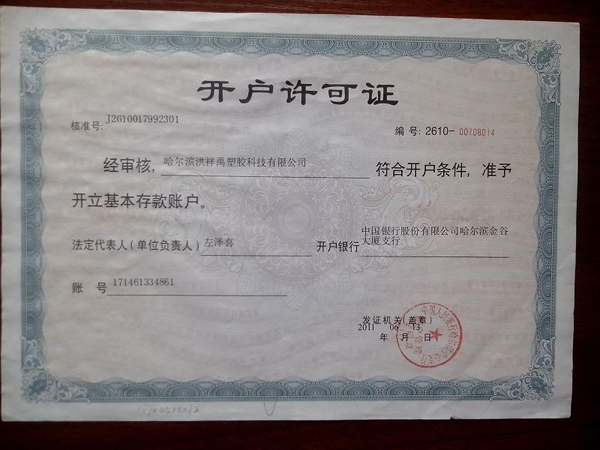 开户许可证
核准号: J2610017992301
编号: 2610-00708014
经审核, 哈尔滨洪祥禹塑胶科技有限公司 符合开户条件, 准予
开立基本存款账户。
法定代表人(单位负责人) 左泽喜 开户银行 中国银行股份有限公司哈尔滨金谷
大厦支行
账 号 171461334861
发证机关(盖章)
2011 06 13
年 月 日